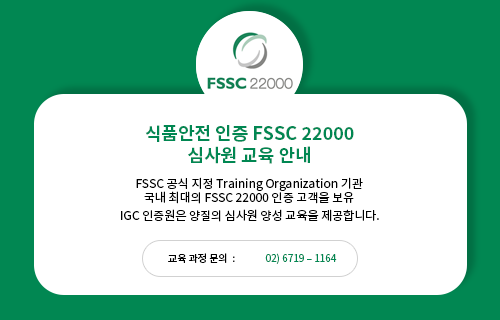 FSSC 22000
식품안전 인증 FSSC 22000
심사원 교육 안내
FSSC 공식 지정 Training Organization 기관
국내 최대의 FSSC 22000 인증 고객을 보유
IGC 인증원은 양질의 심사원 양성 교육을 제공합니다.
교육 과정 문의 : 02) 6719 – 1164